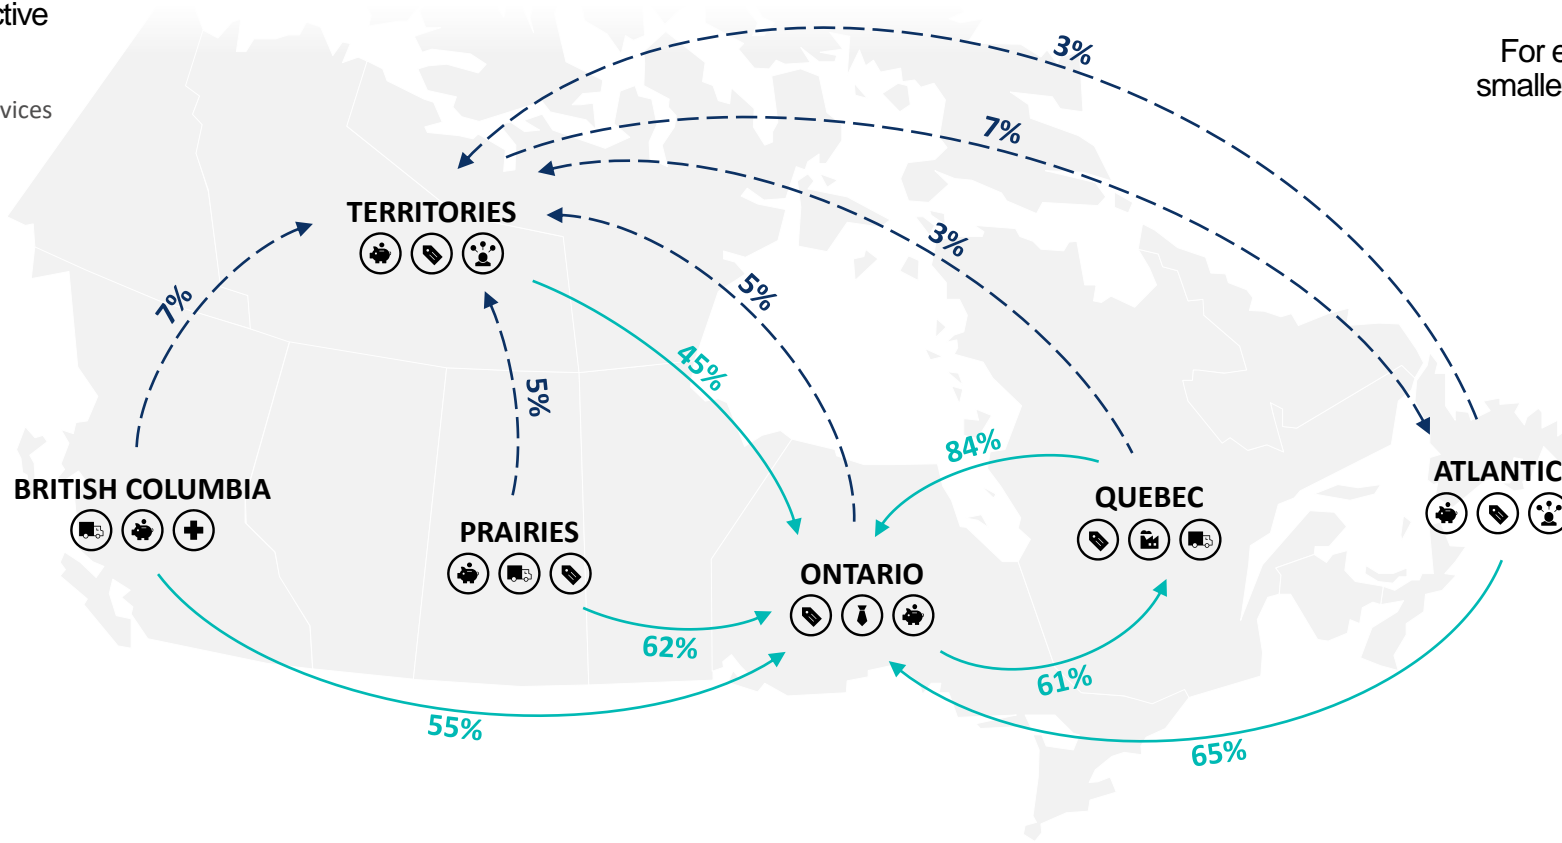 For
smalle
vices
3%
7%
TERRITORIES
3%
7%
5%
45%
5%
84%
BRITISH COLUMBIA
PRAIRIES
QUEBEC
ATLANTIC
ONTARIO
62%
61%
55%
65%